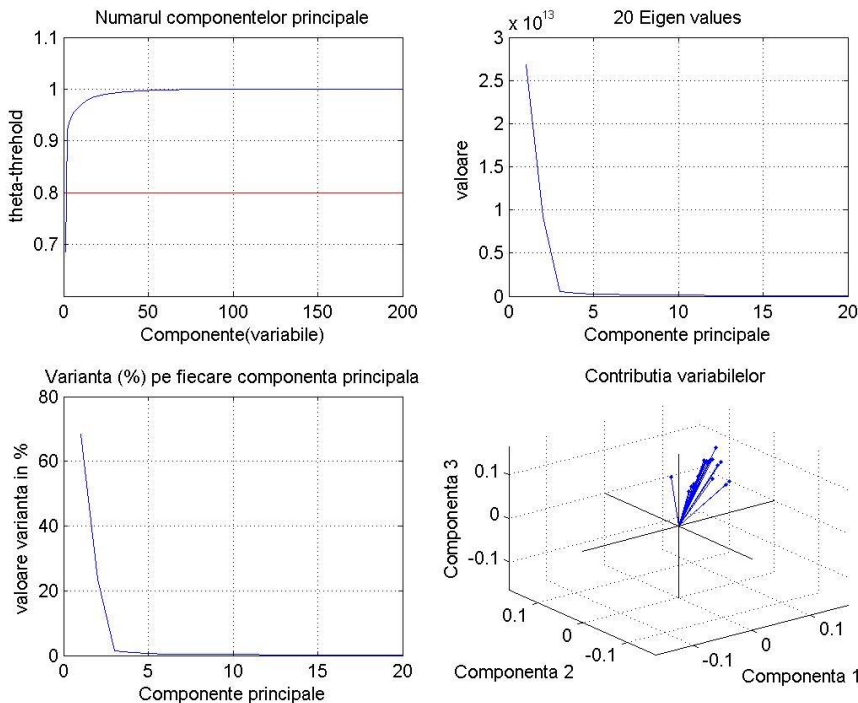 Numarul componentelor principale
1.1
1
0.9
0.8
0.7
theta-threhold
0
50
100
150
200
Componente(variabile)
20 Eigen values
x 10^13
3
2.5
2
1.5
1
0.5
0
valoare
0
5
10
15
20
Componente principale
Varianta (%) pe fiecare componenta principala
80
60
40
20
0
valoare varianta in %
0
5
10
15
20
Componente principale
Contributia variabilelor
0.1
0
-0.1
Componenta 3
0.1
0
-0.1
Componenta 2
-0.1
0
0.1
Componenta 1